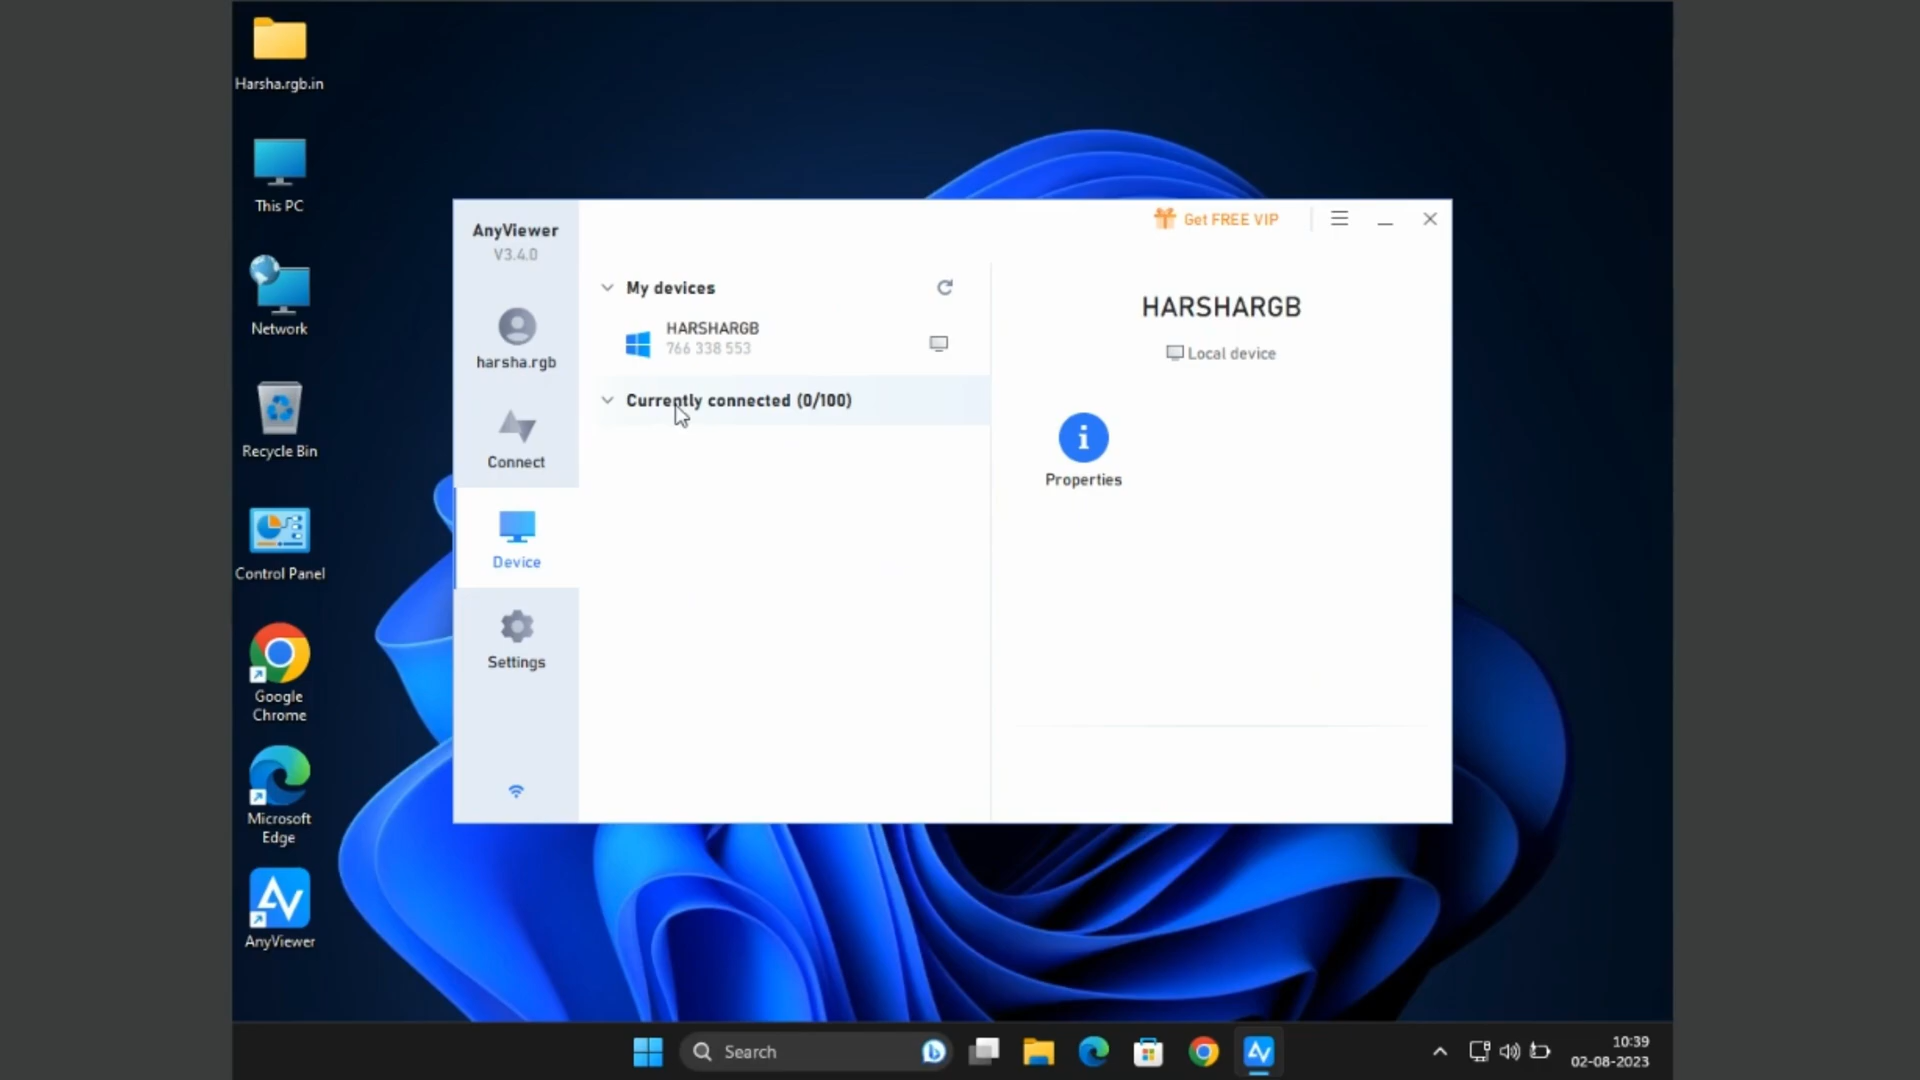 Harsha.rgb.in
This PC
Network
Recycle Bin
Control Panel
Google
Chrome
Microsoft
Edge
AnyViewer
AnyViewer
V3.4.0
harsha.rgb
Connect
Device
Settings
Get FREE VIP
My devices
HARSHARGB
766 338 553
Currently connected (0/100)
HARSHARGB
Local device
Properties
Search
10:39
02-08-2023